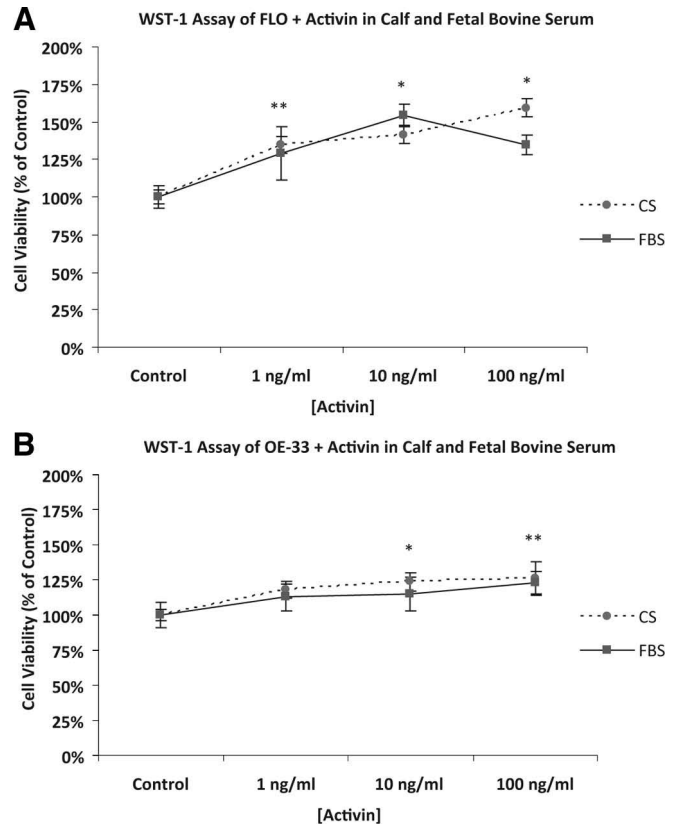 A
WST-1 Assay of FLO + Activin in Calf and Fetal Bovine Serum
200%
175%
150%
125%
100%
75%
50%
25%
0%
Cell Viability (% of Control)
**
*
*
CS
FBS
Control
1 ng/ml
10 ng/ml
100 ng/ml
[Activin]
B
WST-1 Assay of OE-33 + Activin in Calf and Fetal Bovine Serum
200%
175%
150%
125%
100%
75%
50%
25%
0%
Cell Viability (% of Control)
*
**
CS
FBS
Control
1 ng/ml
10 ng/ml
100 ng/ml
[Activin]